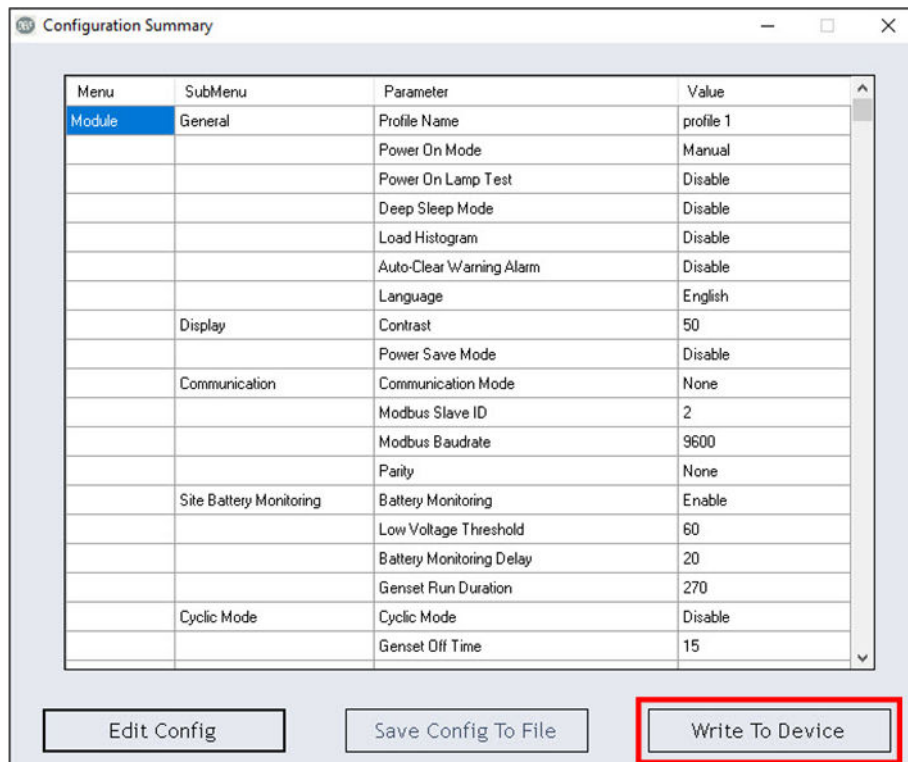 Configuration Summary
Menu SubMenu Parameter Value
Module General Profile Name profile 1
Power On Mode Manual
Power On Lamp Test Disable
Deep Sleep Mode Disable
Load Histogram Disable
Auto-Clear Warning Alarm Disable
Language English
Display Contrast 50
Power Save Mode Disable
Communication Communication Mode None
Modbus Slave ID 2
Modbus Baudrate 9600
Parity None
Site Battery Monitoring Battery Monitoring Enable
Low Voltage Threshold 60
Battery Monitoring Delay 20
Genset Run Duration 270
Cyclic Mode Cyclic Mode Disable
Genset Off Time 15
Edit Config Save Config To File Write To Device